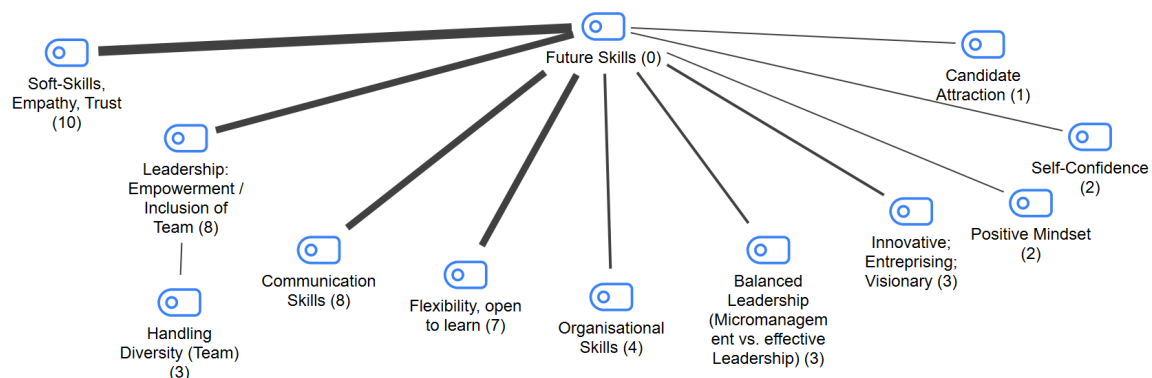 Future Skills (0)
Soft-Skills,
Empathy, Trust
(10)
Candidate
Attraction (1)
Leadership:
Empowerment /
Inclusion of
Team (8)
Self-Confidence
(2)
Positive Mindset
(2)
Innovative;
Entreprising;
Visionary (3)
Communication
Skills (8)
Flexibility, open
to learn (7)
Organisational
Skills (4)
Balanced
Leadership
(Micromanagem
ent vs. effective
Leadership) (3)
Handling
Diversity (Team)
(3)